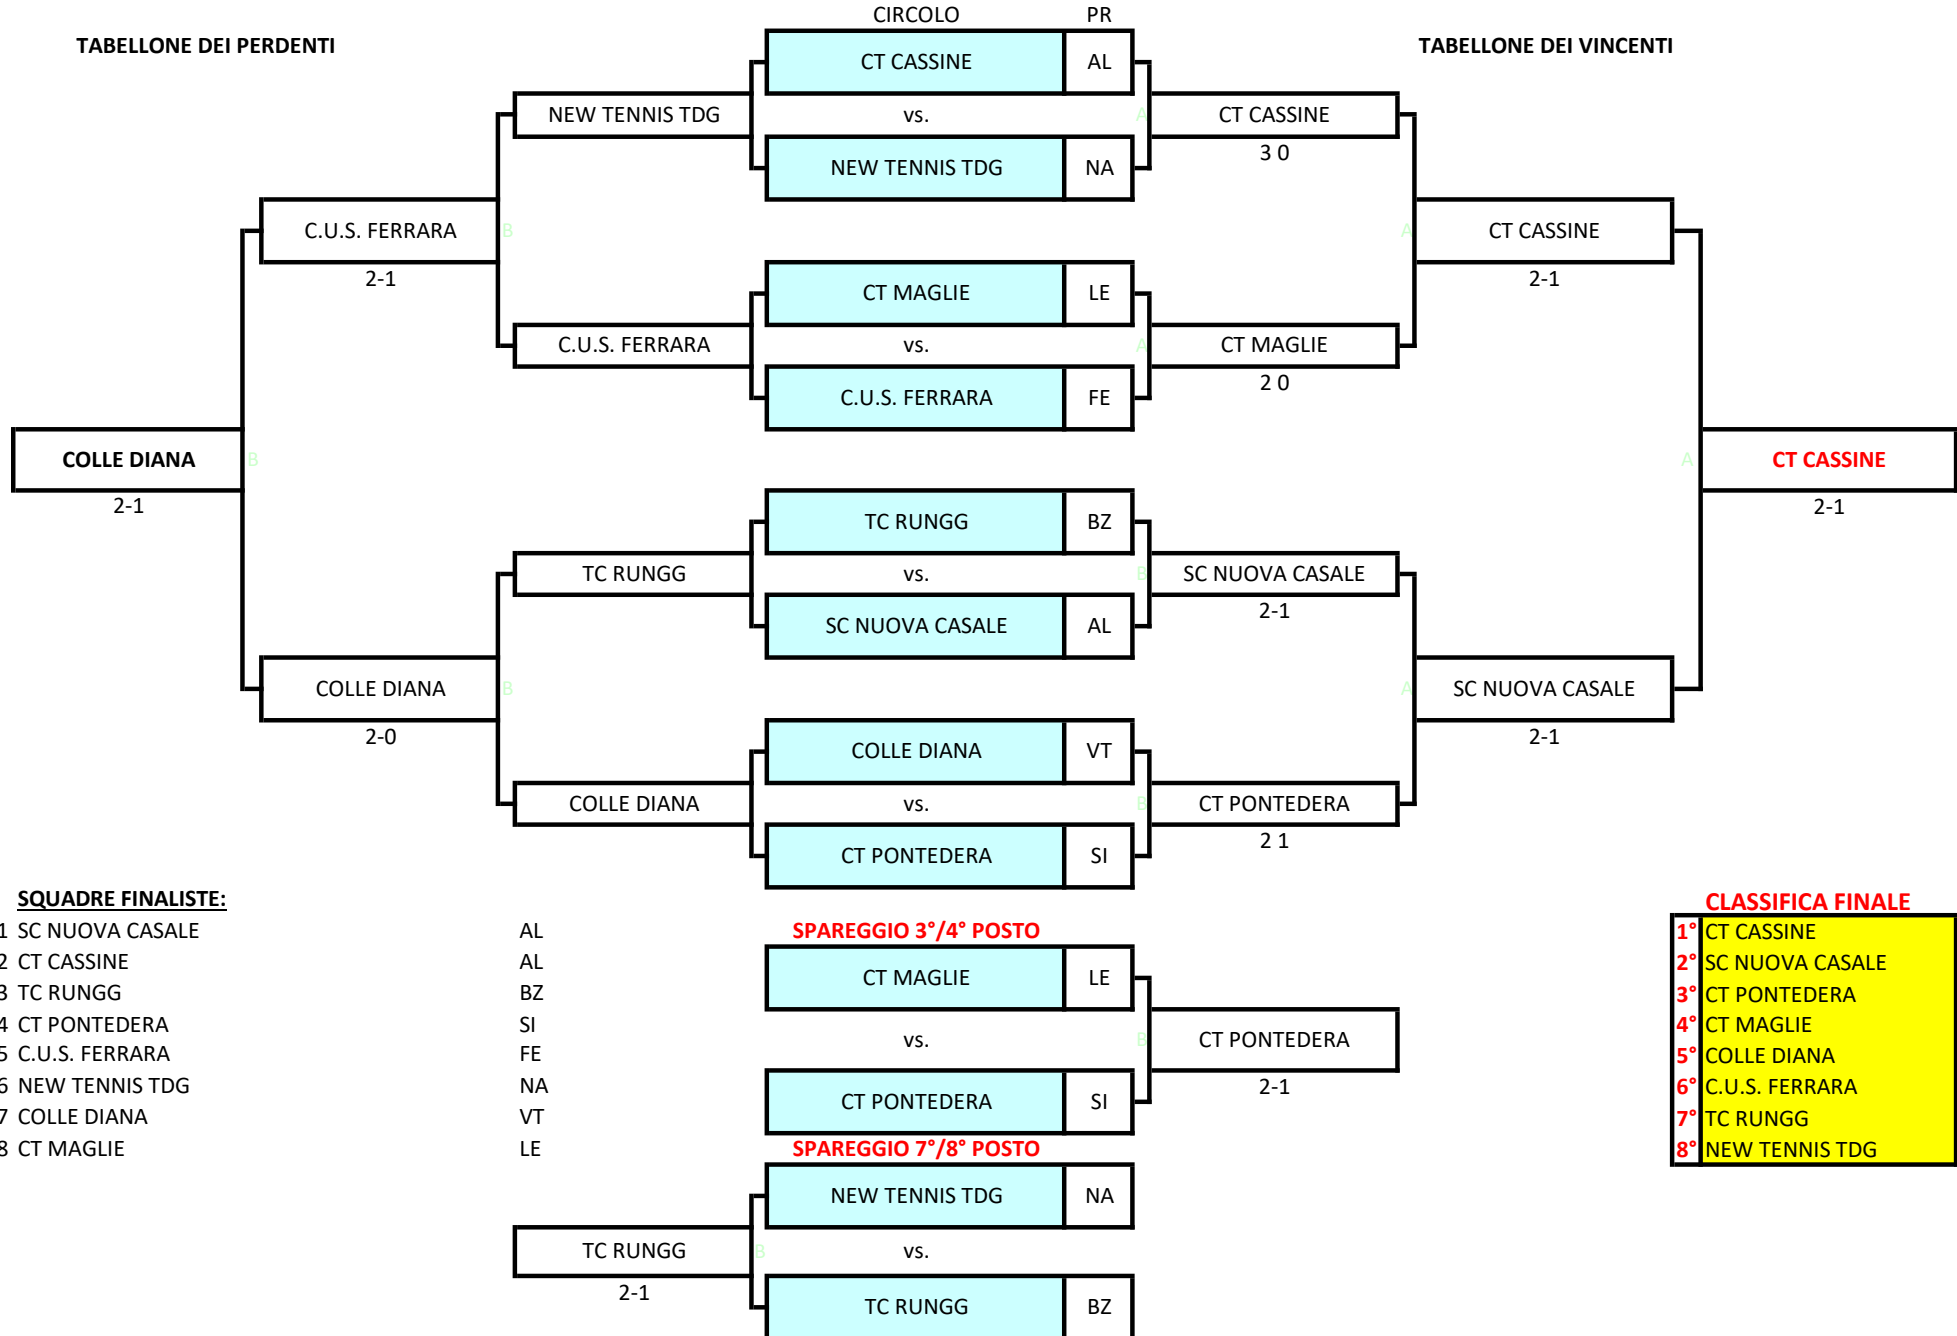 CIRCOLO PR
TABELLONE DEI PERDENTI
TABELLONE DEI VINCENTI
CT CASSINE AL
NEW TENNIS TDG vs. A CT CASSINE
3 0
NEW TENNIS TDG NA
C.U.S. FERRARA B A CT CASSINE
2-1 2-1
CT MAGLIE LE
C.U.S. FERRARA vs. A CT MAGLIE
2 0
C.U.S. FERRARA FE
COLLE DIANA B A CT CASSINE
2-1 2-1
TC RUNGG BZ
TC RUNGG vs. B SC NUOVA CASALE
2-1
SC NUOVA CASALE AL
COLLE DIANA B A SC NUOVA CASALE
2-0 2-1
COLLE DIANA VT
COLLE DIANA vs. B CT PONTEDERA
2 1
CT PONTEDERA SI
SQUADRE FINALISTE:
1 SC NUOVA CASALE AL
2 CT CASSINE AL
3 TC RUNGG BZ
4 CT PONTEDERA SI
5 C.U.S. FERRARA FE
6 NEW TENNIS TDG NA
7 COLLE DIANA VT
8 CT MAGLIE LE
SPAREGGIO 3°/4° POSTO
CT MAGLIE LE
vs. B CT PONTEDERA
2-1
CT PONTEDERA SI
SPAREGGIO 7°/8° POSTO
NEW TENNIS TDG NA
TC RUNGG B vs.
2-1
TC RUNGG BZ
CLASSIFICA FINALE
1° CT CASSINE
2° SC NUOVA CASALE
3° CT PONTEDERA
4° CT MAGLIE
5° COLLE DIANA
6° C.U.S. FERRARA
7° TC RUNGG
8° NEW TENNIS TDG